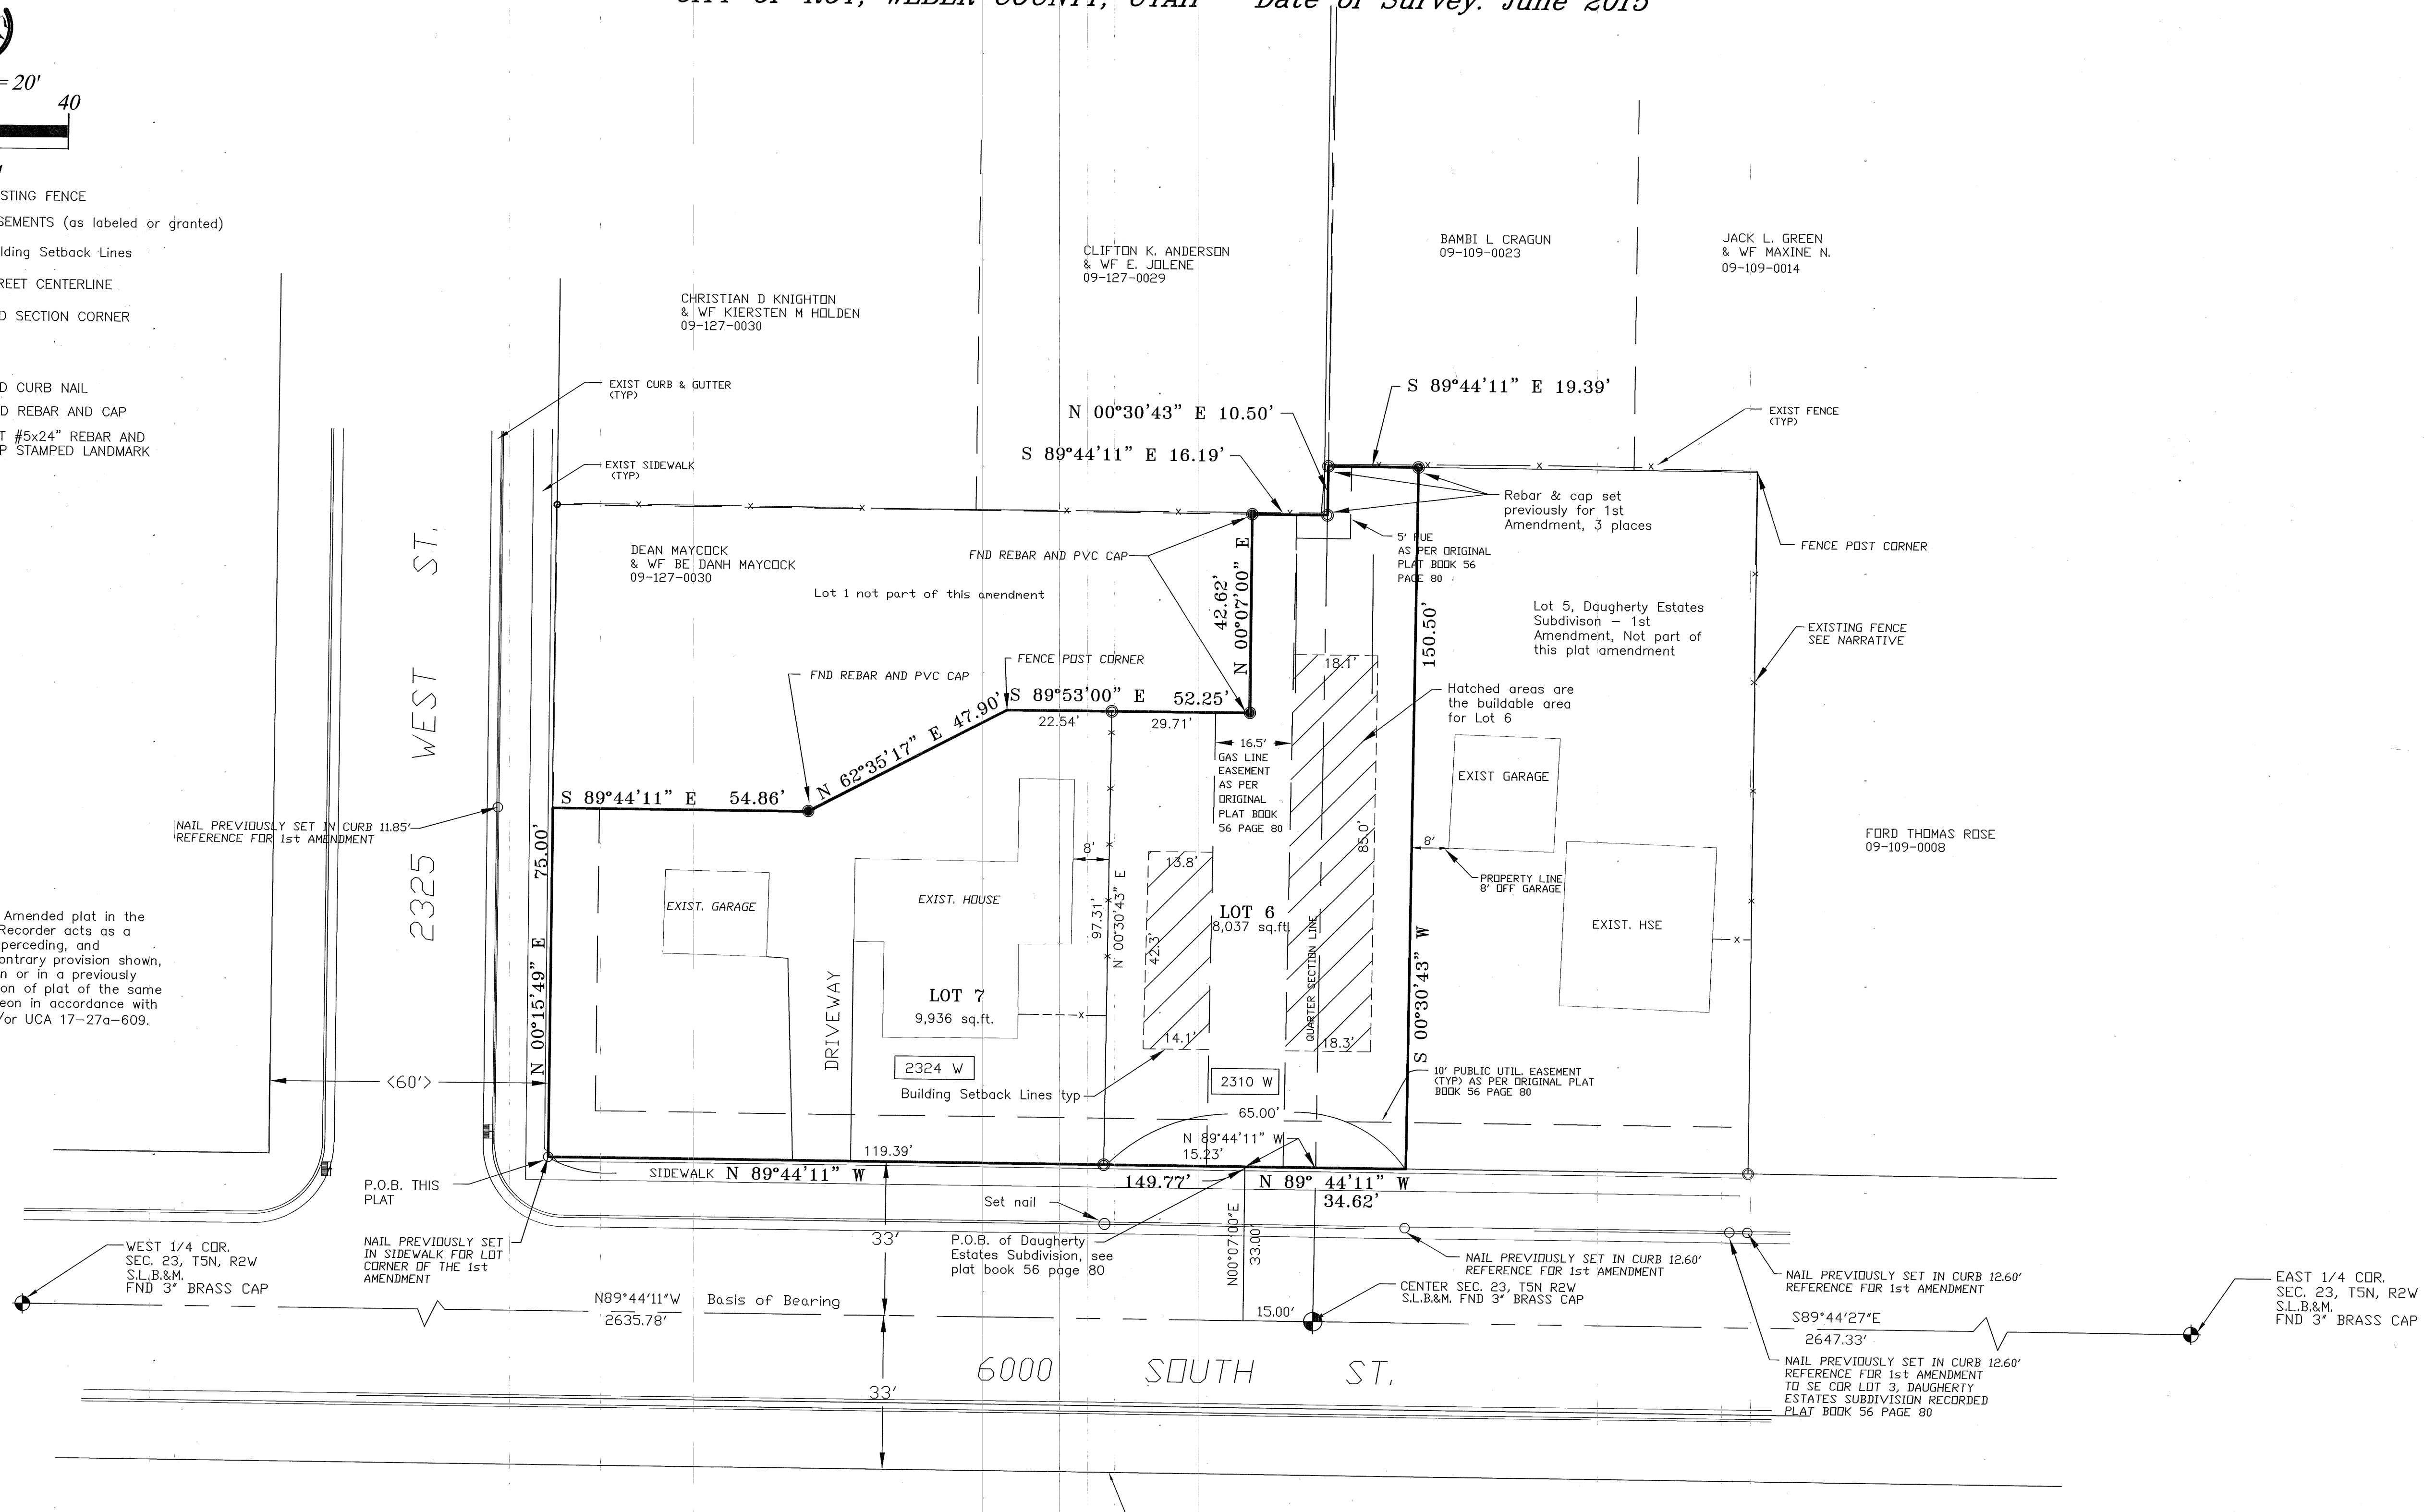 CITY OF ROY, WEBER COUNTY, UTAH    Date of Survey: June 2015
= 20'
40
STING FENCE
SEMENTS (as labeled or granted)
lding Setback Lines
REET CENTERLINE
D SECTION CORNER
D CURB NAIL
D REBAR AND CAP
T #5x24" REBAR AND
P STAMPED LANDMARK
Amended plat in the
Recorder acts as a
perceding, and
ontrary provision shown,
n or in a previously
on of plat of the same
eon in accordance with
/or UCA 17-27a-609.
CHRISTIAN D KNIGHTON
& WF KIERSTEN M HOLDEN
09-127-0030
CLIFTON K. ANDERSON
& WF E. JOLENE
09-127-0029
BAMBI L CRAGUN
09-109-0023
JACK L. GREEN
& WF MAXINE N.
09-109-0014
EXIST CURB & GUTTER
(TYP)
EXIST SIDEWALK
(TYP)
S 89°44'11" E 19.39'
N 00°30'43" E 10.50'
S 89°44'11" E 16.19'
EXIST FENCE
(TYP)
Rebar & cap set
previously for 1st
Amendment, 3 places
FENCE POST CORNER
DEAN MAYCOCK
& WF BE DANH MAYCOCK
09-127-0030
Lot 1 not part of this amendment
FND REBAR AND PVC CAP
5' PUE
AS PER ORIGINAL
PLAT BOOK 56
PAGE 80
42.62'
N 00°07'00" E
150.50'
S 00°30'43" W
Lot 5, Daugherty Estates
Subdivison - 1st
Amendment, Not part of
this plat amendment
EXISTING FENCE
SEE NARRATIVE
FENCE POST CORNER
FND REBAR AND PVC CAP
S 89°53'00" E 52.25'
22.54'
29.71'
N 62°35'17" E 47.90'
18.1'
Hatched areas are
the buildable area
for Lot 6
16.5'
GAS LINE
EASEMENT
AS PER
ORIGINAL
PLAT BOOK
56 PAGE 80
EXIST GARAGE
S 89°44'11" E 54.86'
NAIL PREVIOUSLY SET IN CURB 11.85'
REFERENCE FOR 1st AMENDMENT
2325 WEST ST.
75.00'
N 00°15'49" E
EXIST. GARAGE
EXIST. HOUSE
8'
13.8'
97.31'
N 00°30'43" E
42.3'
LOT 6
8,037 sq.ft.
85.0'
8'
PROPERTY LINE
8' OFF GARAGE
FORD THOMAS ROSE
09-109-0008
EXIST. HSE
QUARTER SECTION LINE
DRIVEWAY
LOT 7
9,936 sq.ft.
14.1'
18.3'
2324 W
2310 W
Building Setback Lines typ
10' PUBLIC UTIL. EASEMENT
(TYP) AS PER ORIGINAL PLAT
BOOK 56 PAGE 80
<60'>
65.00'
N 89°44'11" W
15.23'
119.39'
SIDEWALK
N 89°44'11" W
149.77'
N 89° 44'11" W
34.62'
P.O.B. THIS
PLAT
Set nail
33'
N00°07'00"E
33.00'
P.O.B. of Daugherty
Estates Subdivision, see
plat book 56 page 80
NAIL PREVIOUSLY SET
IN SIDEWALK FOR LOT
CORNER OF THE 1st
AMENDMENT
WEST 1/4 COR.
SEC. 23, T5N, R2W
S.L.B.&M.
FND 3" BRASS CAP
NAIL PREVIOUSLY SET IN CURB 12.60'
REFERENCE FOR 1st AMENDMENT
CENTER SEC. 23, T5N R2W
S.L.B.&M. FND 3" BRASS CAP
NAIL PREVIOUSLY SET IN CURB 12.60'
REFERENCE FOR 1st AMENDMENT
EAST 1/4 COR.
SEC. 23, T5N, R2W
S.L.B.&M.
FND 3" BRASS CAP
N89°44'11"W
Basis of Bearing
2635.78'
15.00'
S89°44'27"E
2647.33'
6000 SOUTH ST.
33'
NAIL PREVIOUSLY SET IN CURB 12.60'
REFERENCE FOR 1st AMENDMENT
TO SE COR LOT 3, DAUGHERTY
ESTATES SUBDIVISION RECORDED
PLAT BOOK 56 PAGE 80